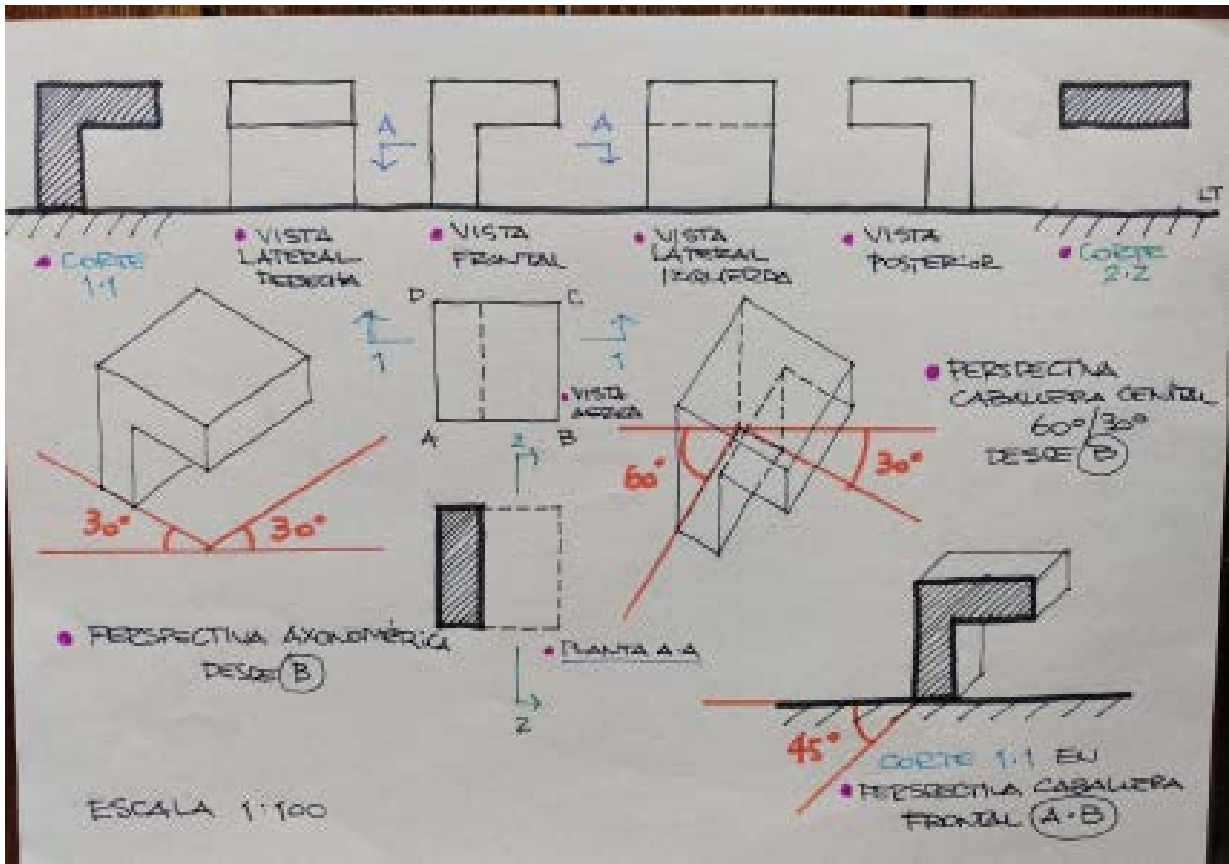 A
A
LT
CORTE
1·1
VISTA
LATERAL
DERECHA
VISTA
FRONTAL
VISTA
LATERAL
IZQUIERDA
VISTA
POSTERIOR
CORTE
2·2
D
C
1
1
VISTA
AEREA
A
B
PERSPECTIVA
CABALLERA CENITAL
60°/30°
DESDE B
60°
30°
30°
30°
2
PERSPECTIVA AXONOMÉTRICA
DESDE B
PLANTA A-A
2
45°
CORTE 1·1 EN
PERSPECTIVA CABALLERA
FRONTAL A·B
ESCALA 1:100